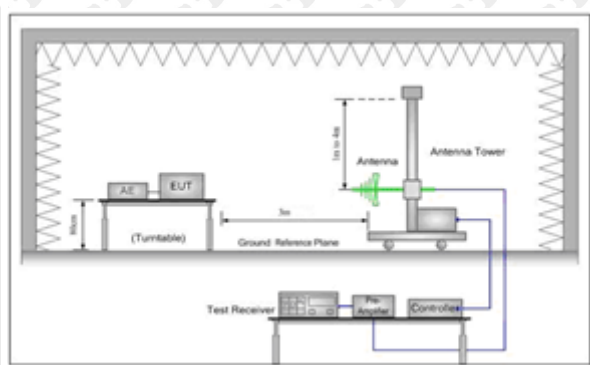 1m to 4m
Antenna
Antenna Tower
AE
EUT
80cm
(Turntable)
3m
Ground Reference Plane
Test Receiver
Pre-
Amplifier
Controller